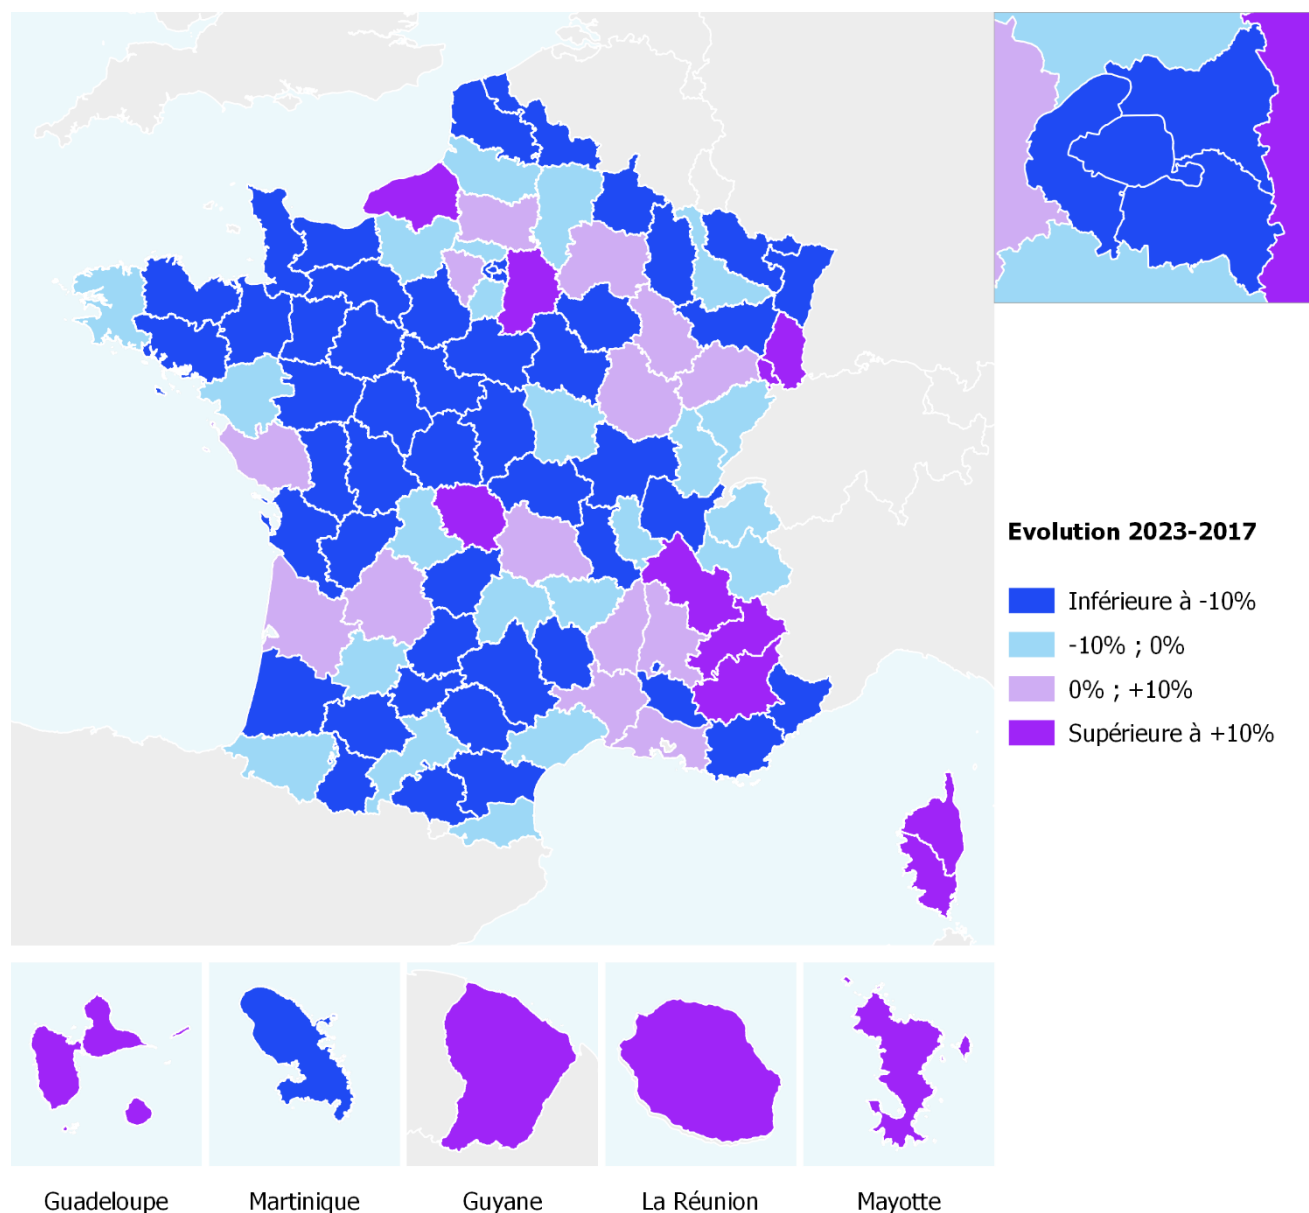 Evolution 2023-2017
Inférieure à -10%
-10% ; 0%
0% ; +10%
Supérieure à +10%
Guadeloupe
Martinique
Guyane
La Réunion
Mayotte